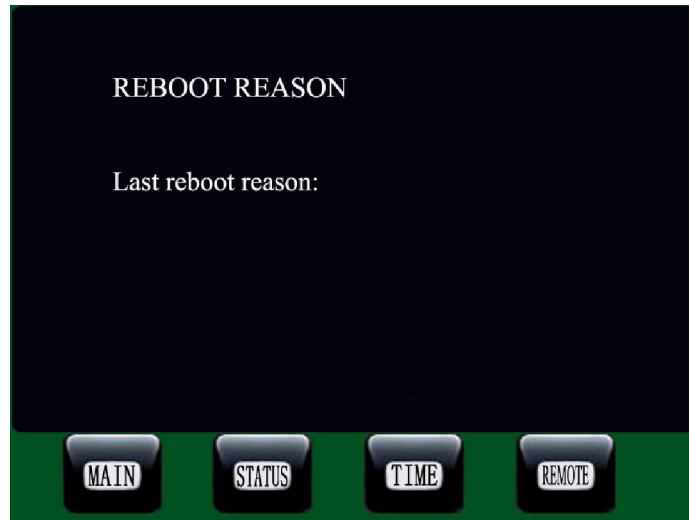 REBOOT REASON
Last reboot reason:
MAIN
STATUS
TIME
REMOTE